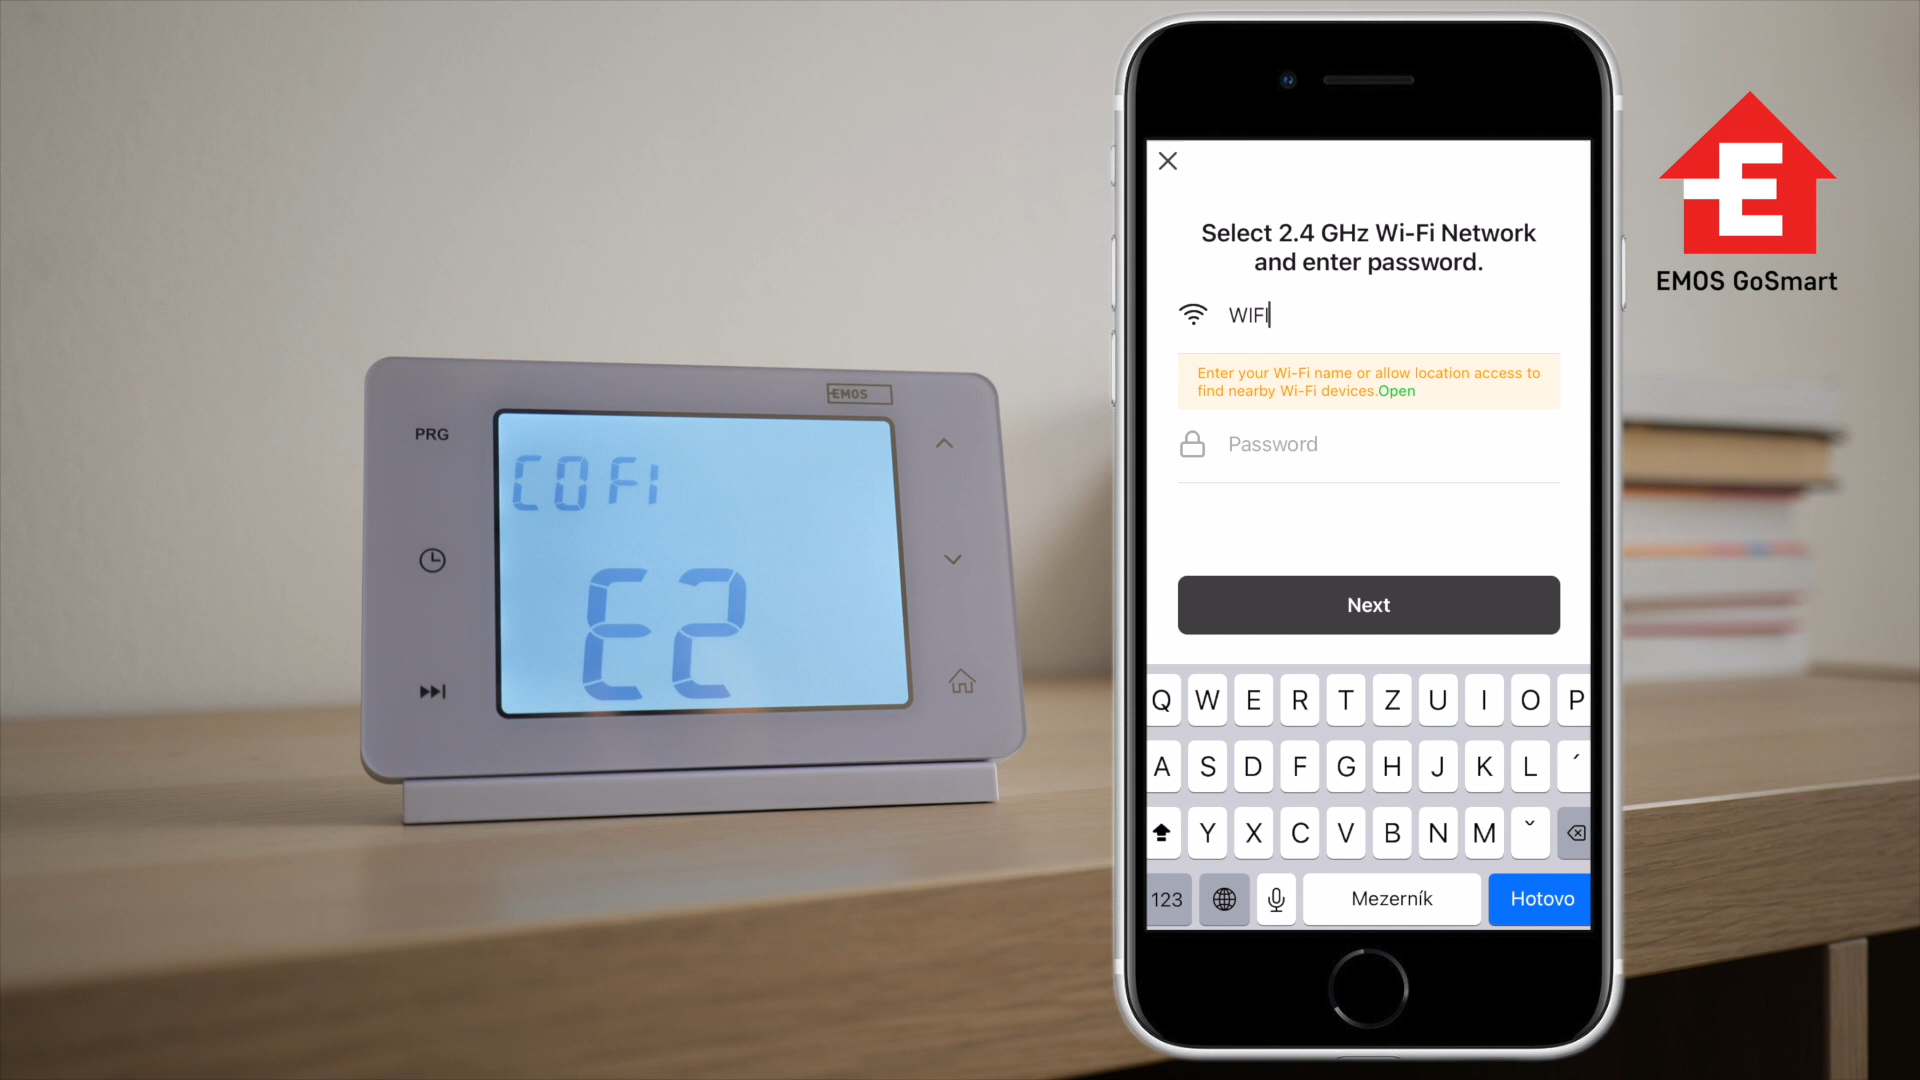 EMOS
PRG
COFI
E2
Select 2.4 GHz Wi-Fi Network
and enter password.
WIFI
Enter your Wi-Fi name or allow location access to
find nearby Wi-Fi devices.Open
Password
Next
Q W E R T Z U I O P
A S D F G H J K L ´
Y X C V B N M ˇ
123 Mezerník Hotovo
E
EMOS GoSmart